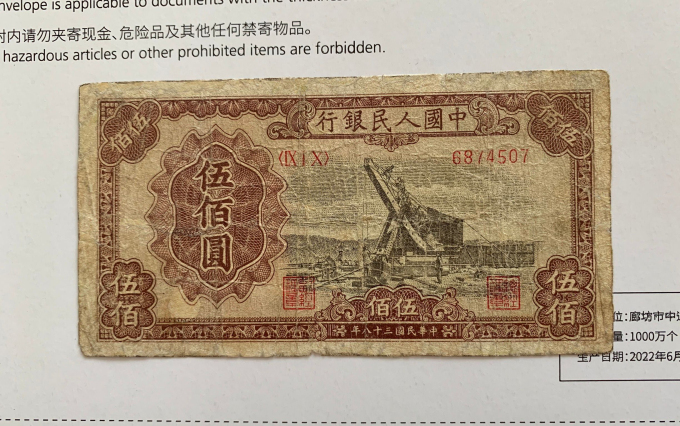 envelope is applicable to documents with the thickness
封内请勿夹寄现金、危险品及其他任何禁寄物品。
hazardous articles or other prohibited items are forbidden.
行銀民人國中
伍佰
伍佰
〈IX I X〉 6874507
伍佰圓
伍佰
佰伍
伍佰
年八十三國民華中
位：廊坊市中
量：1000万个
生产日期：2022年6月